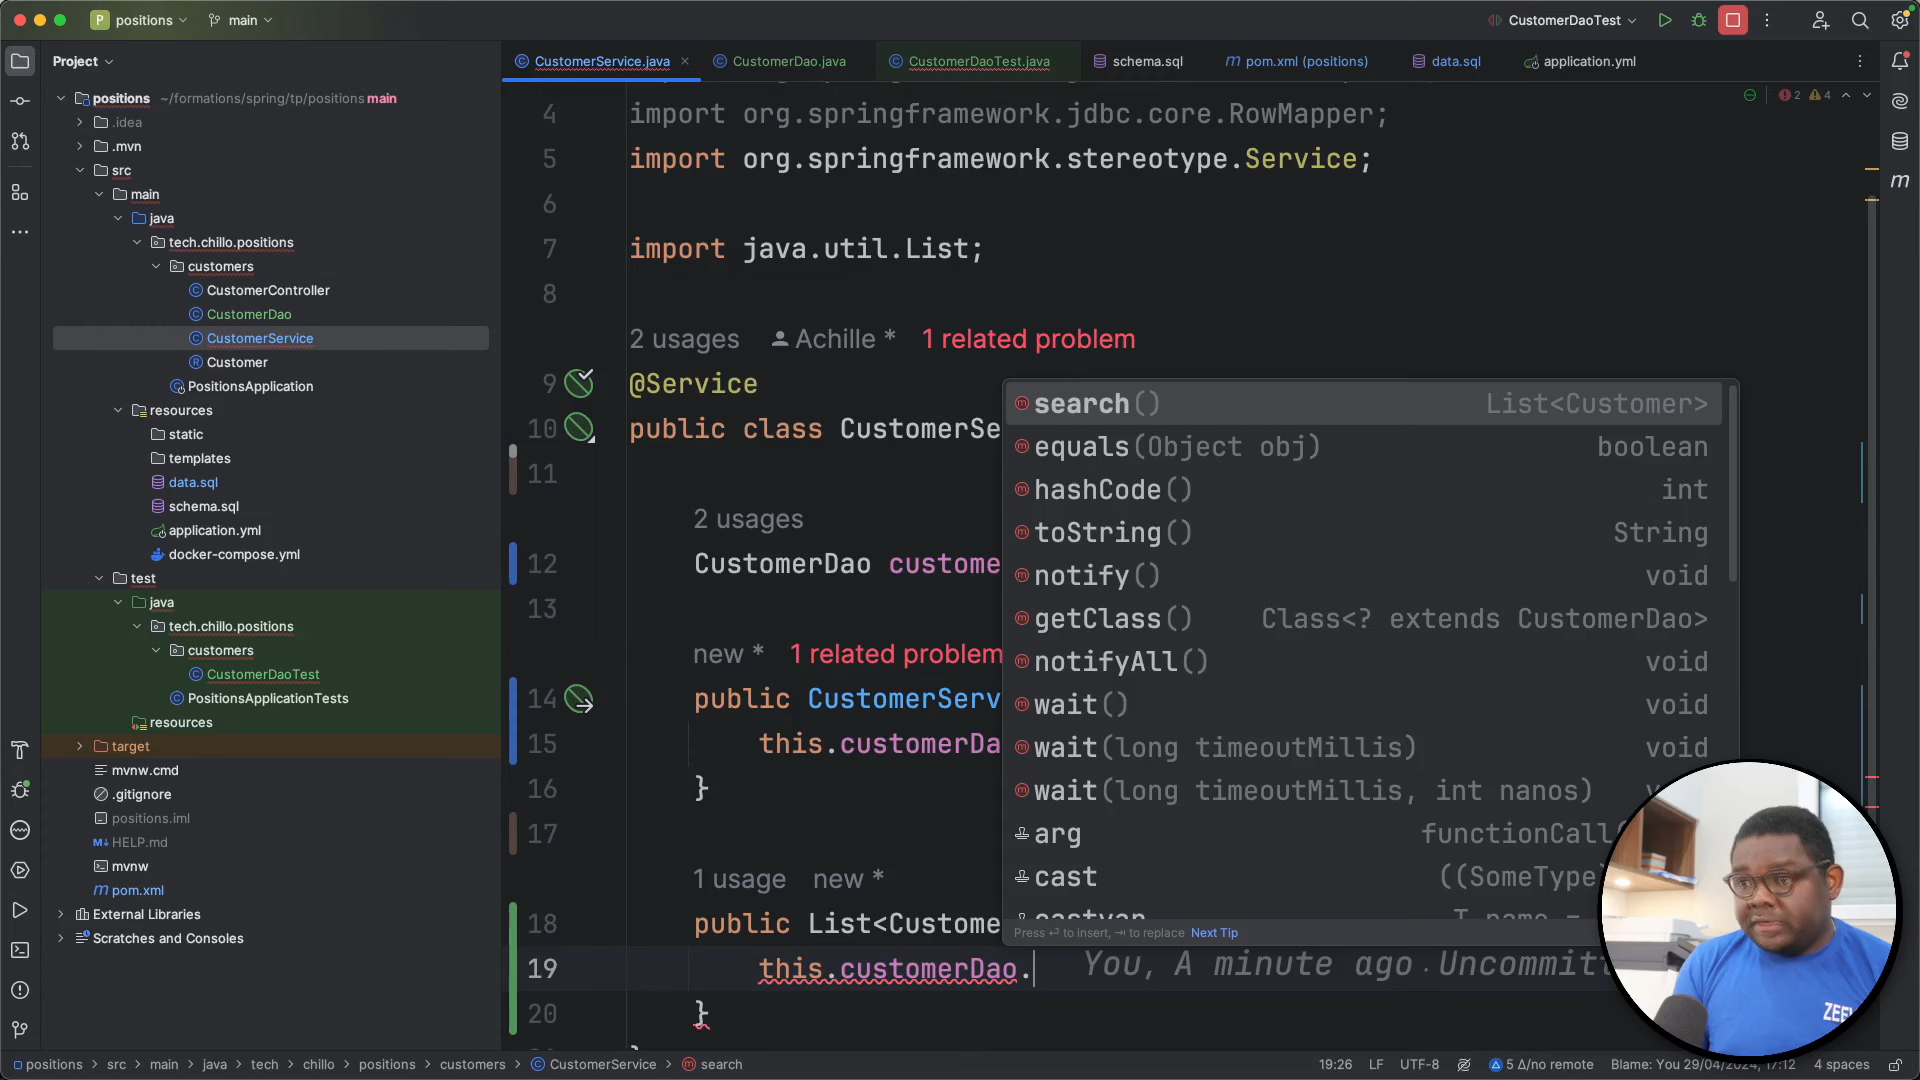 P positions main CustomerDaoTest
Project
CustomerService.java CustomerDao.java CustomerDaoTest.java schema.sql pom.xml (positions) data.sql application.yml
positions ~/formations/spring/tp/positions main
.idea
.mvn
src
main
java
tech.chillo.positions
customers
CustomerController
CustomerDao
CustomerService
Customer
PositionsApplication
resources
static
templates
data.sql
schema.sql
application.yml
docker-compose.yml
test
java
tech.chillo.positions
customers
CustomerDaoTest
PositionsApplicationTests
resources
target
mvnw.cmd
.gitignore
positions.iml
HELP.md
mvnw
pom.xml
External Libraries
Scratches and Consoles
2 4
4 import org.springframework.jdbc.core.RowMapper;
5 import org.springframework.stereotype.Service;
6
7 import java.util.List;
8
2 usages Achille * 1 related problem
9 @Service
10 public class CustomerSe
11
2 usages
12 CustomerDao custome
13
new * 1 related problem
14 public CustomerServ
15 this.customerDa
16 }
17
1 usage new *
18 public List<Custome
19 this.customerDao. You, A minute ago · Uncommitt
20 }
search() List<Customer>
equals(Object obj) boolean
hashCode() int
toString() String
notify() void
getClass() Class<? extends CustomerDao>
notifyAll() void
wait() void
wait(long timeoutMillis) void
wait(long timeoutMillis, int nanos)
arg functionCall(
cast ((SomeType)
castvar T name =
Press ⏎ to insert, ⇥ to replace Next Tip
positions > src > main > java > tech > chillo > positions > customers > CustomerService > search 19:26 LF UTF-8 5 Δ/no remote Blame: You 29/04/2024, 17:12 4 spaces